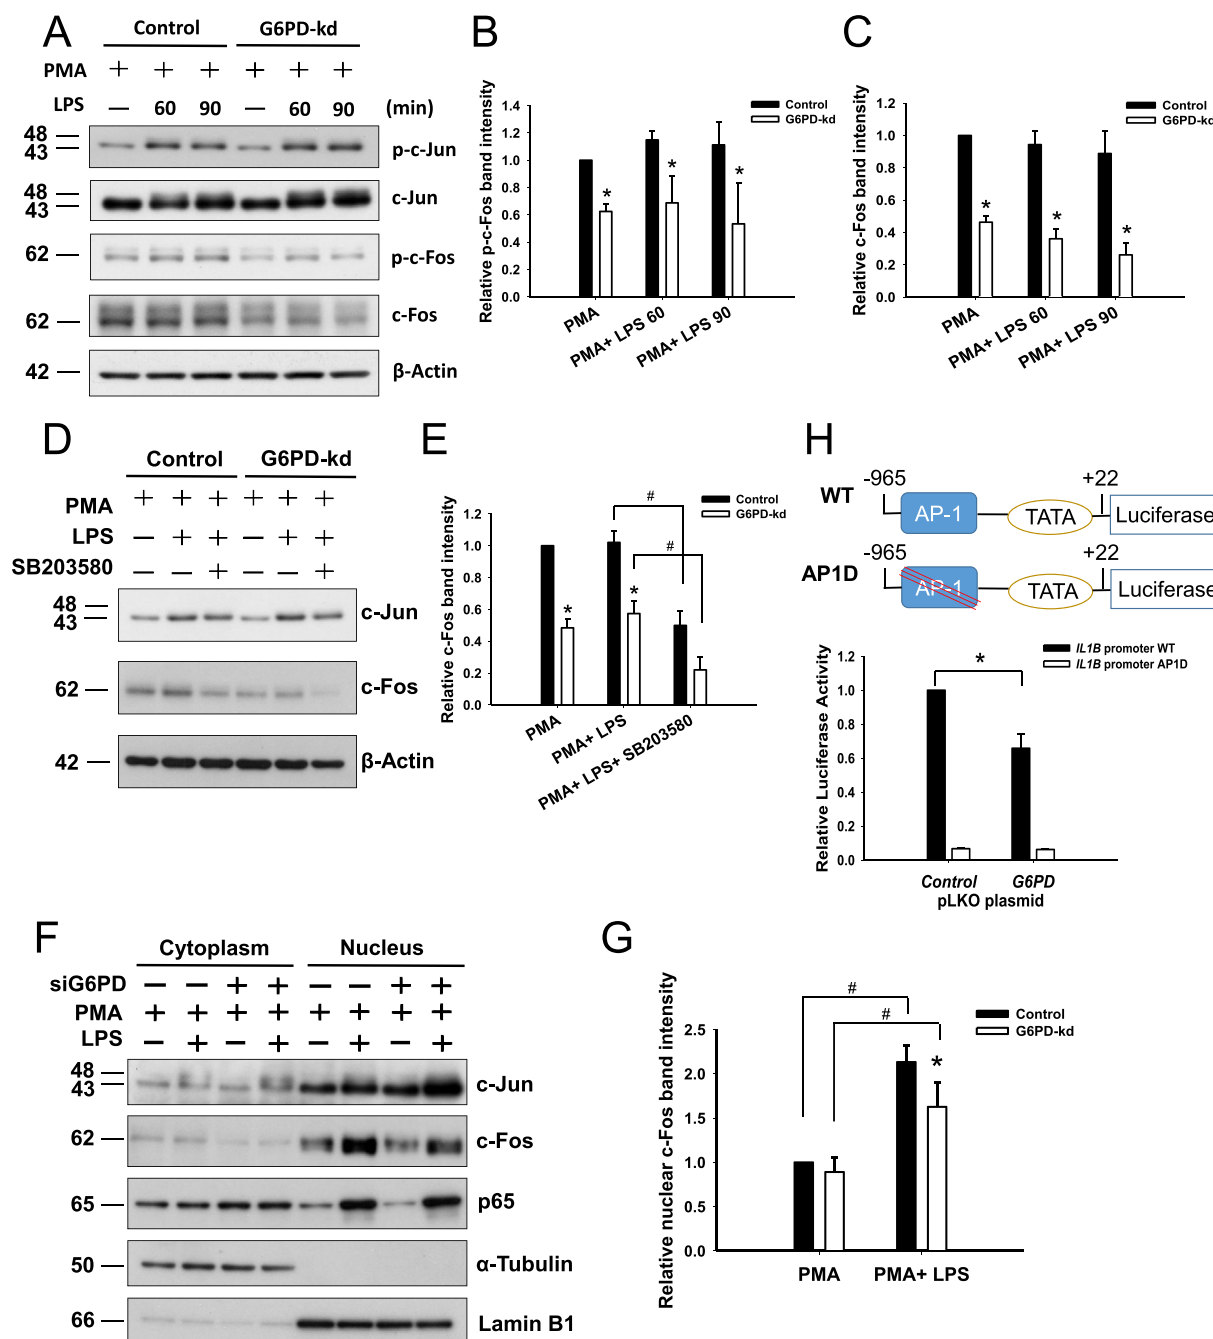 A
Control
G6PD-kd
PMA
+ + + + + +
LPS
— 60 90 — 60 90 (min)
48
43
p-c-Jun
48
43
c-Jun
62
p-c-Fos
62
c-Fos
42
β-Actin
B
Relative p-c-Fos band intensity
1.4
1.2
1.0
0.8
0.6
0.4
0.2
0.0
Control
G6PD-kd
* * *
PMA
PMA+ LPS 60
PMA+ LPS 90
C
Relative c-Fos band intensity
1.2
1.0
0.8
0.6
0.4
0.2
0.0
Control
G6PD-kd
* * *
PMA
PMA+ LPS 60
PMA+ LPS 90
D
Control
G6PD-kd
PMA + + + + + +
LPS — + + — + +
SB203580 — — + — — +
48
43
c-Jun
62
c-Fos
42
β-Actin
E
Relative c-Fos band intensity
1.2
1.0
0.8
0.6
0.4
0.2
0.0
Control
G6PD-kd
#
#
* *
PMA
PMA+ LPS
PMA+ LPS+ SB203580
H
WT
-965
AP-1
TATA
+22
Luciferase
AP1D
-965
AP-1
TATA
+22
Luciferase
IL1B promoter WT
IL1B promoter AP1D
Relative Luciferase Activity
1.2
1.0
0.8
0.6
0.4
0.2
0.0
*
Control
G6PD
pLKO plasmid
F
Cytoplasm
Nucleus
siG6PD — — + + — — + +
PMA + + + + + + + +
LPS — + — + — + — +
48
43
c-Jun
62
c-Fos
65
p65
50
α-Tubulin
66
Lamin B1
G
Relative nuclear c-Fos band intensity
2.5
2.0
1.5
1.0
0.5
0.0
Control
G6PD-kd
#
#
*
PMA
PMA+ LPS